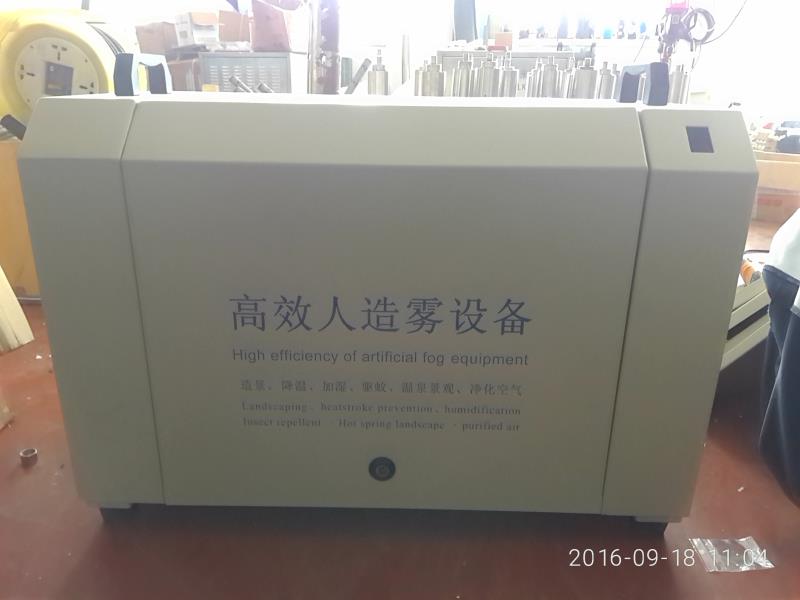 高效人造雾设备
High efficiency of artificial fog equipment
造景、降温、加湿、驱蚊、温泉景观、净化空气
Landscaping 、 heatstroke prevention 、 humidification
Insect repellent · Hot spring landscape · purified air
2016-09-18 11:04